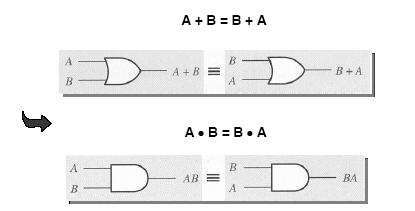 A + B = B + A
A B A + B ≡ B A B + A
A • B = B • A
A B AB ≡ B A BA